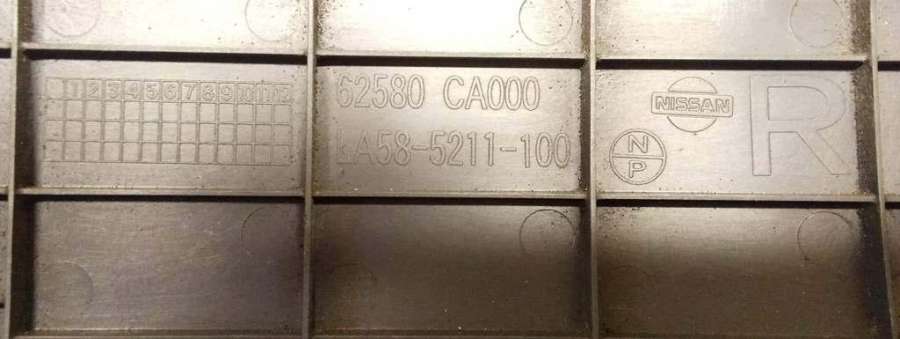 1 2 3 4 5 6 7 8 9 10 11 12
62580 CA000
LA58-5211-100
NISSAN
N
P
R